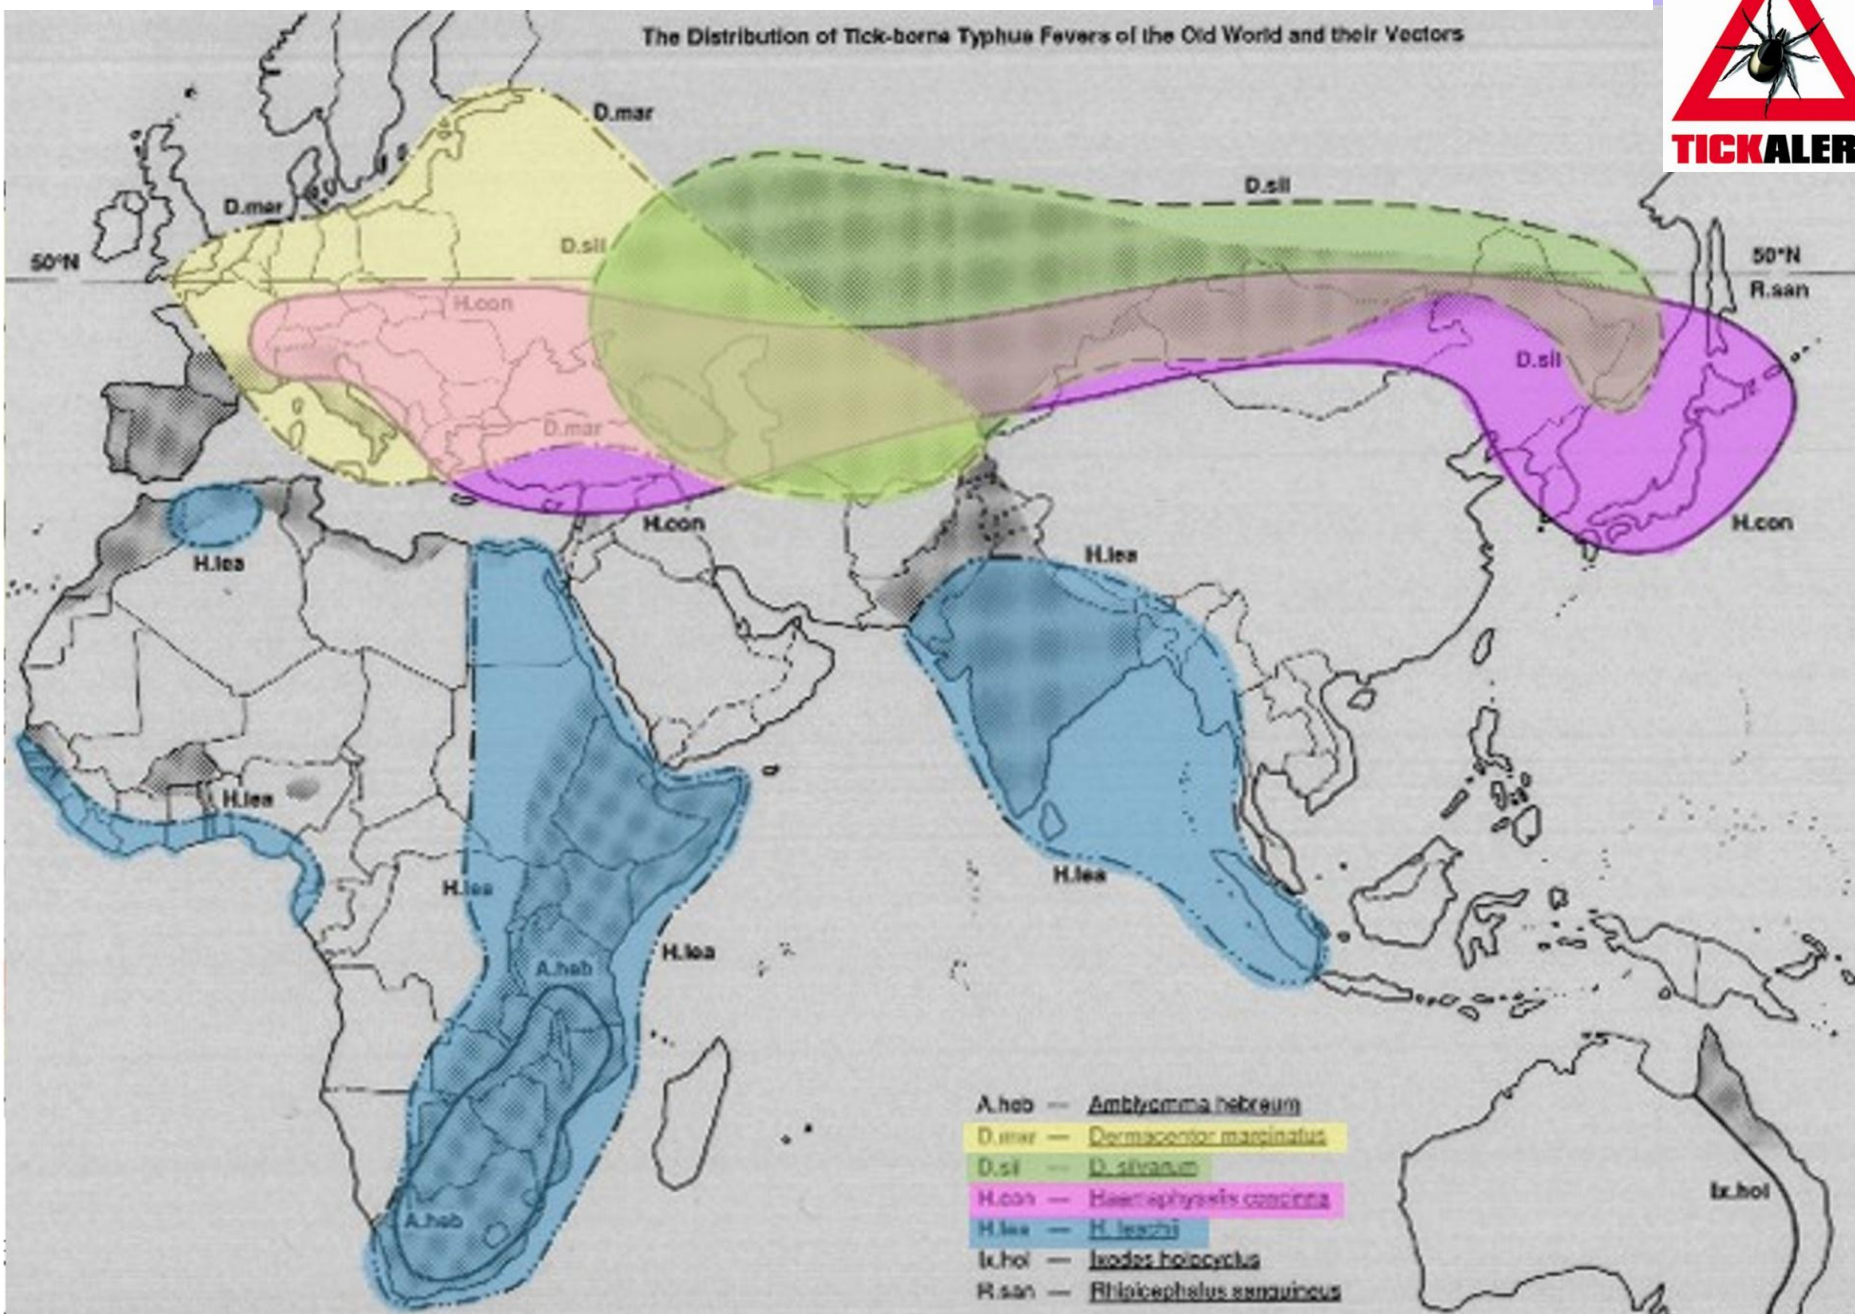 The Distribution of Tick-borne Typhus Fevers of the Old World and their Vectors
TICKALER
D.mar
D.mar
D.sil
D.sil
50°N
50°N
R.san
H.con
D.sil
D.mar
H.con
H.con
H.lea
H.lea
H.lea
H.lea
H.lea
H.lea
A.heb
A.heb
Ix.hol
A.heb — Amblyomma hebreum
D.mar — Dermacentor marginatus
D.sil — D. silvarum
H.con — Haemaphysalis concinna
H.lea — H. leachii
Ix.hol — Ixodes holocyclus
R.san — Rhipicephalus sanguineus